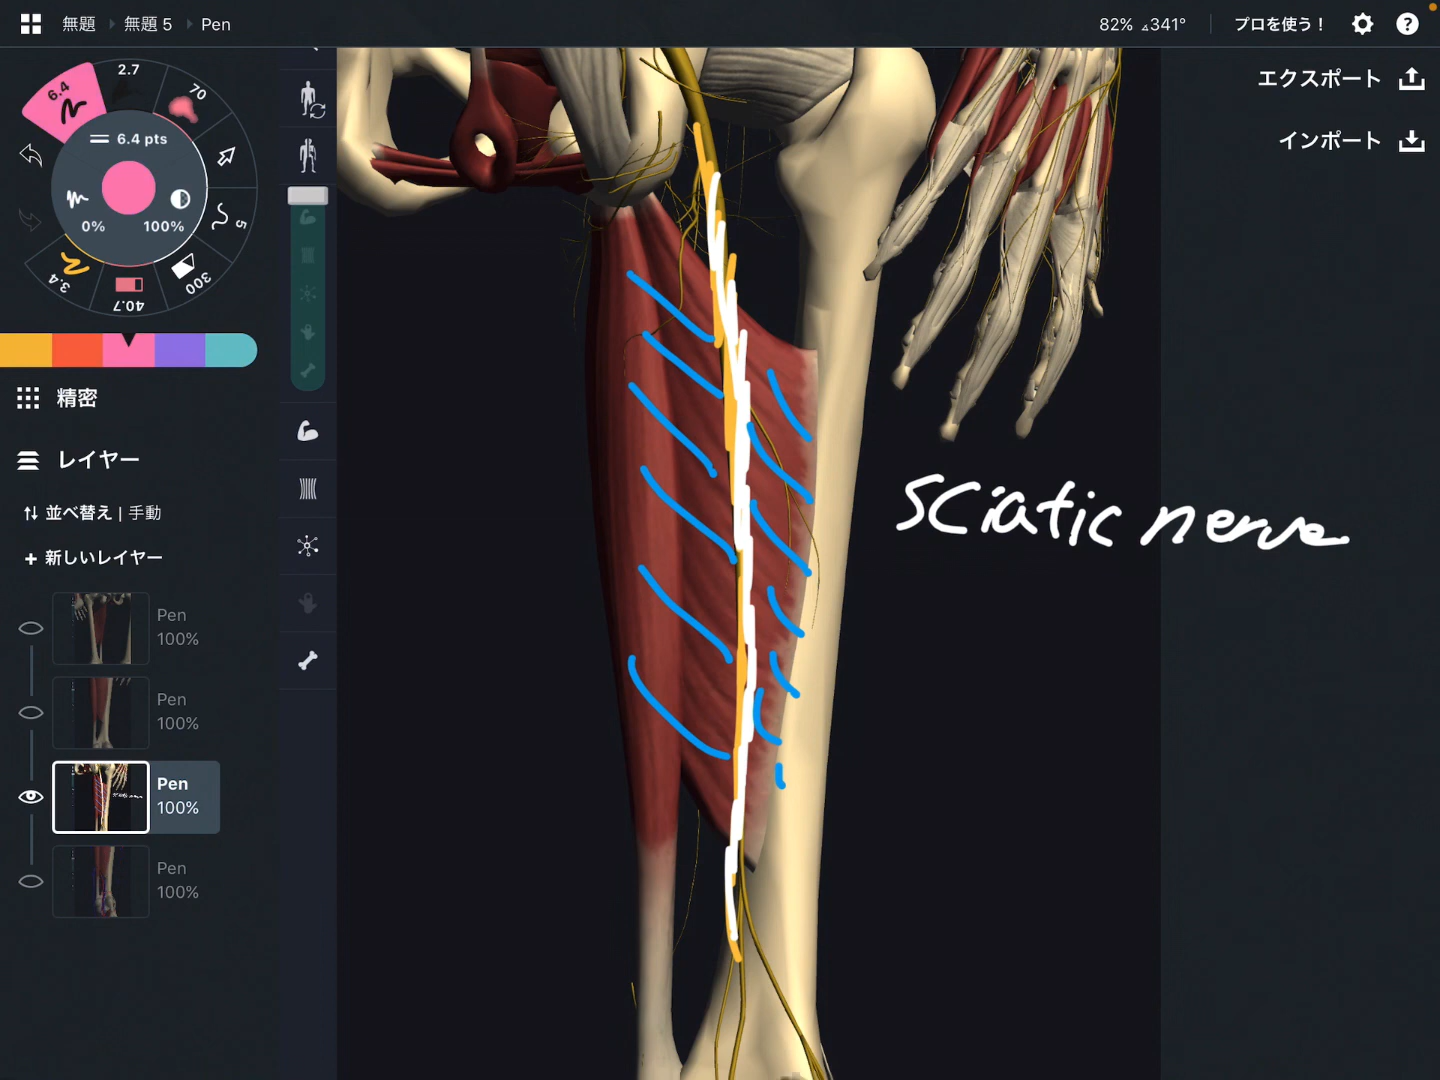 無題 無題 5 Pen
82% ⊿341° プロを使う！
エクスポート
インポート
2.7
6.4
70
6.4 pts
0% 100%
5
3.4
40.7
300
精密
レイヤー
並べ替え | 手動
+ 新しいレイヤー
Pen
100%
Pen
100%
Pen
100%
Pen
100%
sciatic nerve